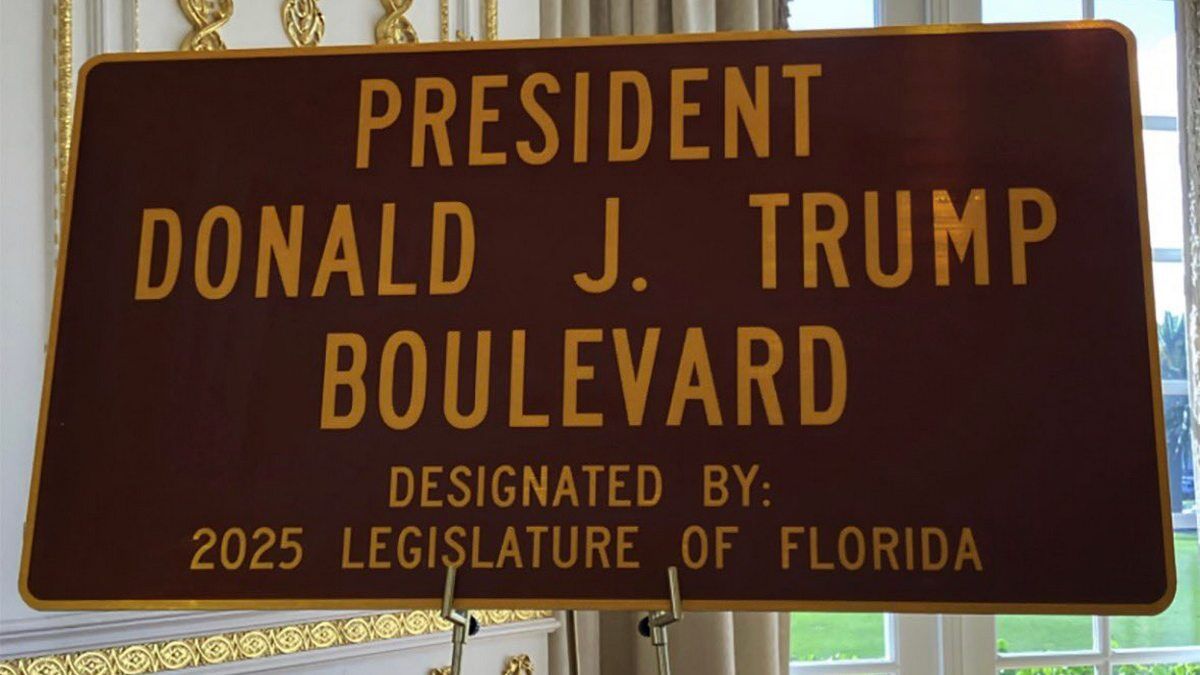 PRESIDENT
DONALD J. TRUMP
BOULEVARD
DESIGNATED BY:
2025 LEGISLATURE OF FLORIDA